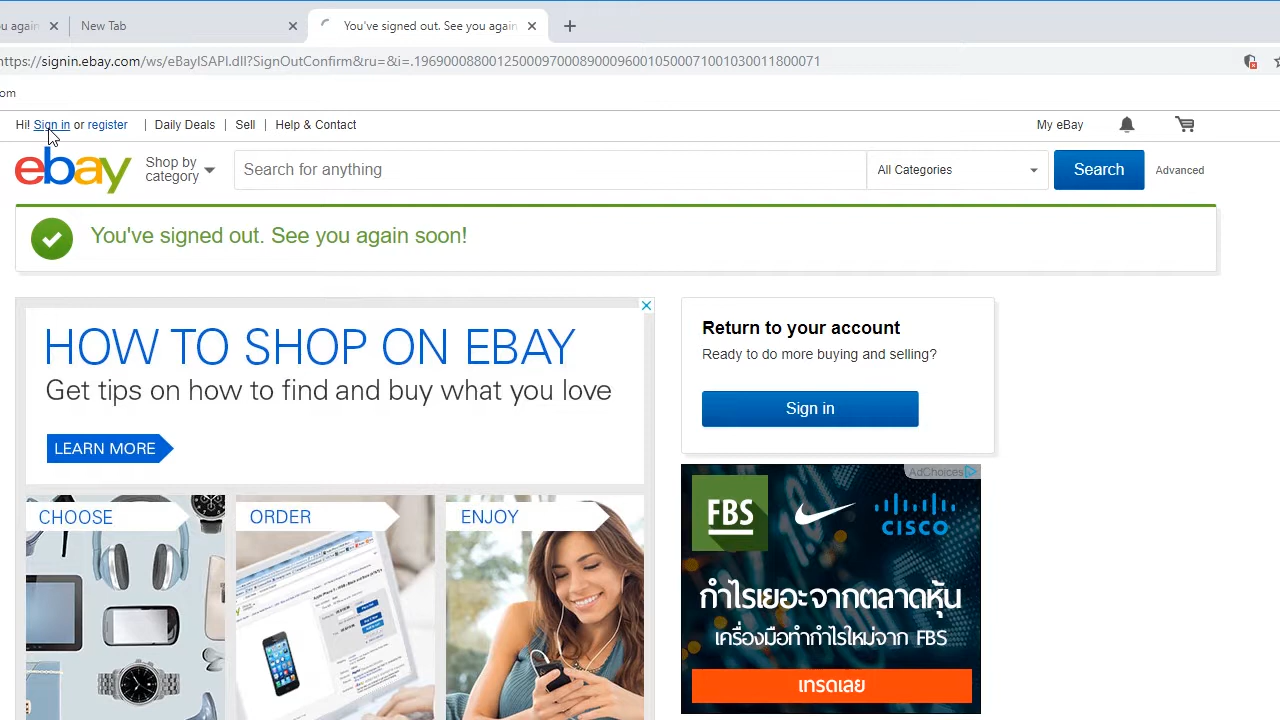 u again
New Tab
You've signed out. See you again
https://signin.ebay.com/ws/eBayISAPI.dll?SignOutConfirm&ru=&i=.1969000880012500097000890009600105000710010300118000​71
om
Hi! Sign in or register | Daily Deals | Sell | Help & Contact
My eBay
ebay
Shop by
category
Search for anything
All Categories
Search
Advanced
You've signed out. See you again soon!
HOW TO SHOP ON EBAY
Get tips on how to find and buy what you love
LEARN MORE
CHOOSE
ORDER
ENJOY
Return to your account
Ready to do more buying and selling?
Sign in
AdChoices
FBS
CISCO
กำไรเยอะจากตลาดหุ้น
เครื่องมือทำกำไรใหม่จาก FBS
เทรดเลย